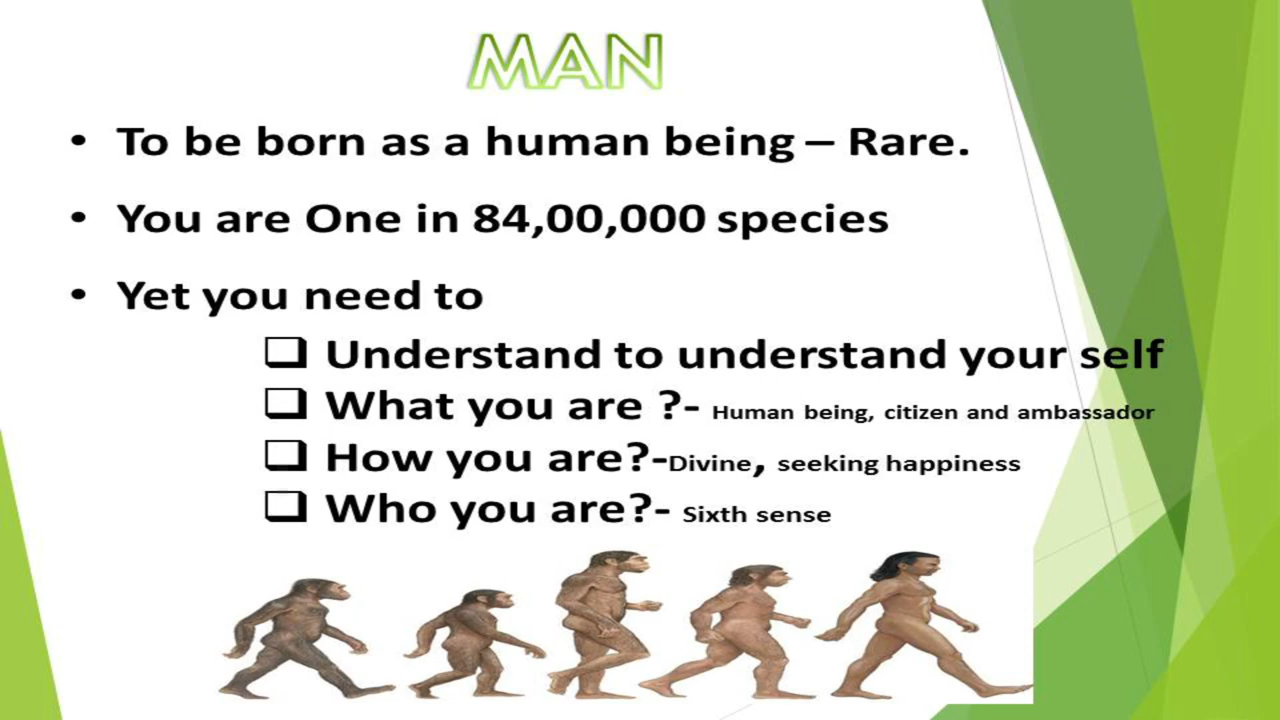 MAN
• To be born as a human being – Rare.
• You are One in 84,00,000 species
• Yet you need to
❑ Understand to understand your self
❑ What you are ?- Human being, citizen and ambassador
❑ How you are?-Divine, seeking happiness
❑ Who you are?- Sixth sense